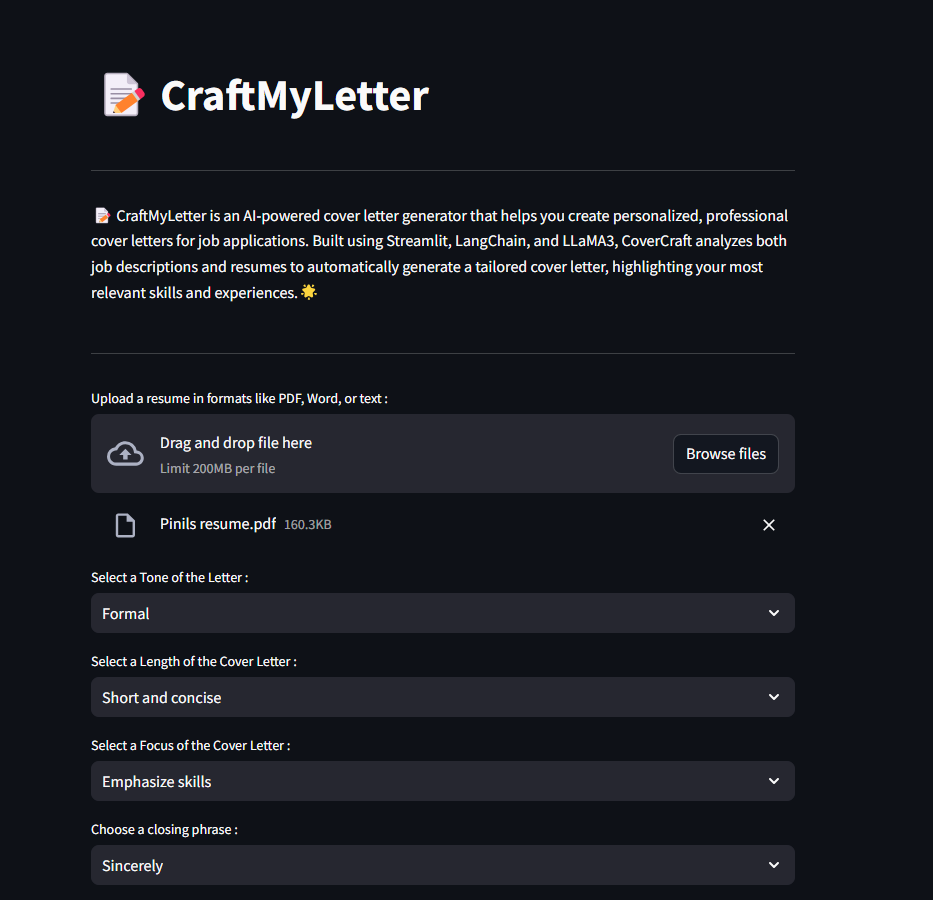 CraftMyLetter
📝 CraftMyLetter is an AI-powered cover letter generator that helps you create personalized, professional
cover letters for job applications. Built using Streamlit, LangChain, and LLaMA3, CoverCraft analyzes both
job descriptions and resumes to automatically generate a tailored cover letter, highlighting your most
relevant skills and experiences. 🌟
Upload a resume in formats like PDF, Word, or text :
Drag and drop file here
Limit 200MB per file
Browse files
Pinils resume.pdf 160.3KB
Select a Tone of the Letter :
Formal
Select a Length of the Cover Letter :
Short and concise
Select a Focus of the Cover Letter :
Emphasize skills
Choose a closing phrase :
Sincerely